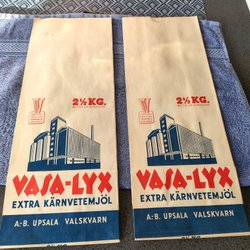 2½ KG.
VASA-LYX
EXTRA KÄRNVETEMJÖL
A.-B. UPSALA VALSKVARN
2½ KG.
VASA-LYX
EXTRA KÄRNVETEMJÖL
A.-B. UPSALA VALSKVARN